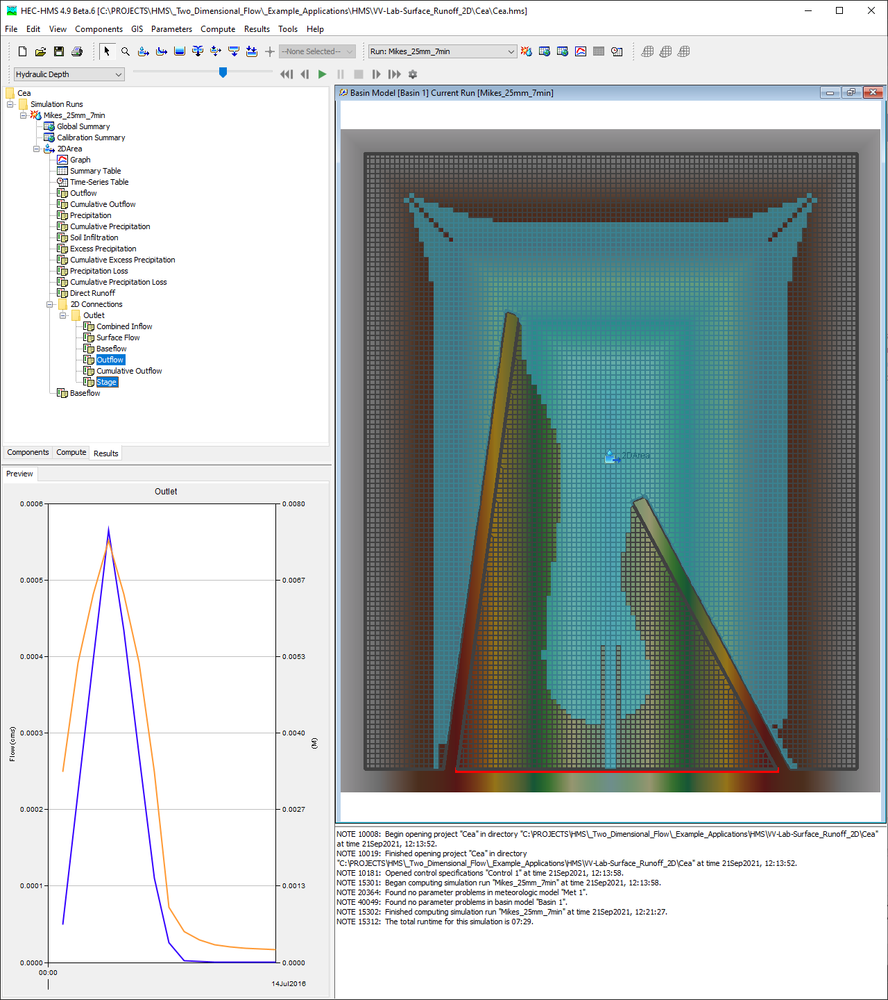 HEC-HMS 4.9 Beta.6 [C:\PROJECTS\HMS\_Two_Dimensional_Flow\_Example_Applications\HMS\VV-Lab-Surface_Runoff_2D\Cea\Cea.hms]
File Edit View Components GIS Parameters Compute Results Tools Help
--None Selected-- Run: Mikes_25mm_7min
Hydraulic Depth
Cea
Simulation Runs
Mikes_25mm_7min
Global Summary
Calibration Summary
2DArea
Graph
Summary Table
Time-Series Table
Outflow
Cumulative Outflow
Precipitation
Cumulative Precipitation
Soil Infiltration
Excess Precipitation
Cumulative Excess Precipitation
Precipitation Loss
Cumulative Precipitation Loss
Direct Runoff
2D Connections
Outlet
Combined Inflow
Surface Flow
Baseflow
Outflow
Cumulative Outflow
Stage
Baseflow
Components Compute Results
Preview
Outlet
0.0006 0.0080
0.0005 0.0067
0.0004 0.0053
0.0003 0.0040
0.0002 0.0027
0.0001 0.0013
0.0000 0.0000
Flow (cms)
(M)
00:00
14Jul2016
Basin Model [Basin 1] Current Run [Mikes_25mm_7min]
2DArea
NOTE 10008: Begin opening project "Cea" in directory "C:\PROJECTS\HMS\_Two_Dimensional_Flow\_Example_Applications\HMS\VV-Lab-Surface_Runoff_2D\Cea"
at time 21Sep2021, 12:13:52.
NOTE 10019: Finished opening project "Cea" in directory
"C:\PROJECTS\HMS\_Two_Dimensional_Flow\_Example_Applications\HMS\VV-Lab-Surface_Runoff_2D\Cea" at time 21Sep2021, 12:13:52.
NOTE 10181: Opened control specifications "Control 1" at time 21Sep2021, 12:13:58.
NOTE 15301: Began computing simulation run "Mikes_25mm_7min" at time 21Sep2021, 12:13:58.
NOTE 20364: Found no parameter problems in meteorologic model "Met 1".
NOTE 40049: Found no parameter problems in basin model "Basin 1".
NOTE 15302: Finished computing simulation run "Mikes_25mm_7min" at time 21Sep2021, 12:21:27.
NOTE 15312: The total runtime for this simulation is 07:29.